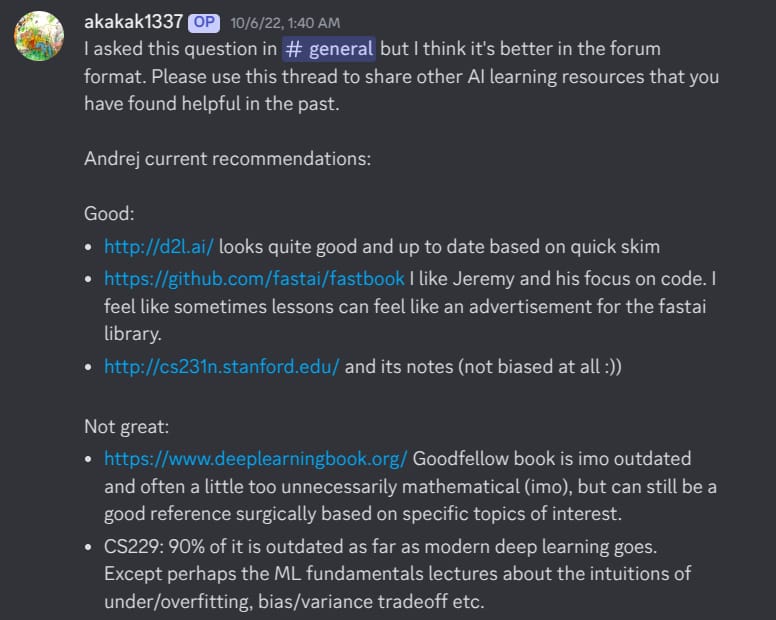 akakak1337 OP 10/6/22, 1:40 AM
I asked this question in # general but I think it's better in the forum
format. Please use this thread to share other AI learning resources that you
have found helpful in the past.
Andrej current recommendations:
Good:
• http://d2l.ai/ looks quite good and up to date based on quick skim
• https://github.com/fastai/fastbook I like Jeremy and his focus on code. I
feel like sometimes lessons can feel like an advertisement for the fastai
library.
• http://cs231n.stanford.edu/ and its notes (not biased at all :))
Not great:
• https://www.deeplearningbook.org/ Goodfellow book is imo outdated
and often a little too unnecessarily mathematical (imo), but can still be a
good reference surgically based on specific topics of interest.
• CS229: 90% of it is outdated as far as modern deep learning goes.
Except perhaps the ML fundamentals lectures about the intuitions of
under/overfitting, bias/variance tradeoff etc.